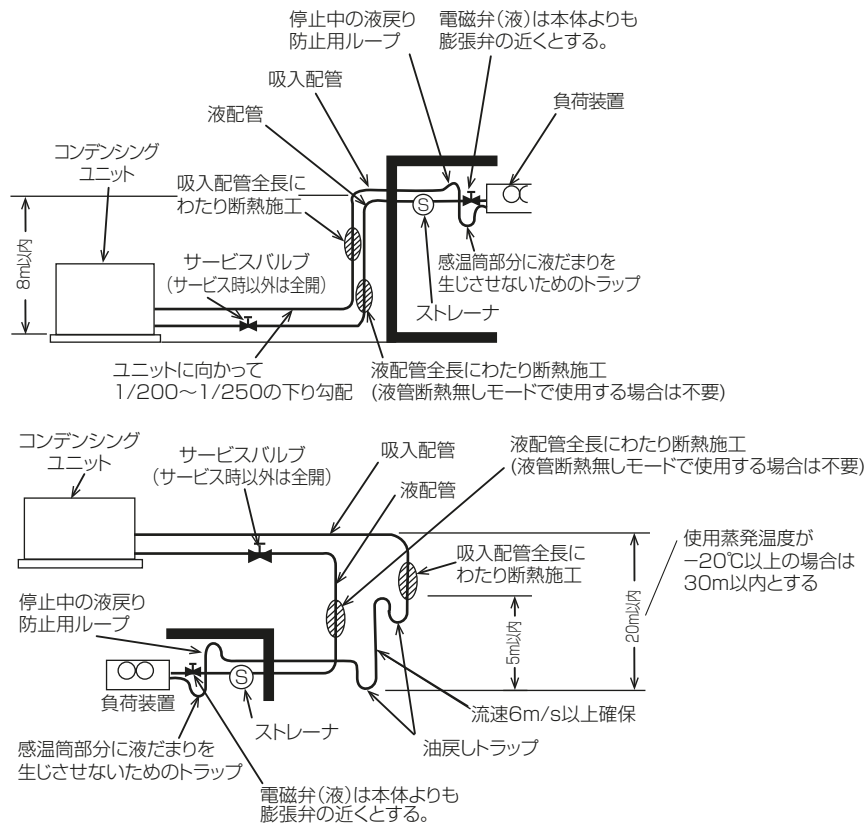 停止中の液戻り
防止用ループ
電磁弁（液）は本体よりも
膨張弁の近くとする。
吸入配管
負荷装置
液配管
コンデンシング
ユニット
吸入配管全長に
わたり断熱施工
8m以内
サービスバルブ
（サービス時以外は全開）
S
感温筒部分に液だまりを
生じさせないためのトラップ
ストレーナ
ユニットに向かって
1/200～1/250の下り勾配
液配管全長にわたり断熱施工
（液管断熱無しモードで使用する場合は不要）
コンデンシング
ユニット
サービスバルブ
（サービス時以外は全開）
吸入配管
液配管
液配管全長にわたり断熱施工
（液管断熱無しモードで使用する場合は不要）
吸入配管全長に
わたり断熱施工
使用蒸発温度が
−20℃以上の場合は
30m以内とする
20m以内
5m以内
停止中の液戻り
防止用ループ
S
負荷装置
ストレーナ
流速6m/s以上確保
油戻しトラップ
感温筒部分に液だまりを
生じさせないためのトラップ
電磁弁（液）は本体よりも
膨張弁の近くとする。